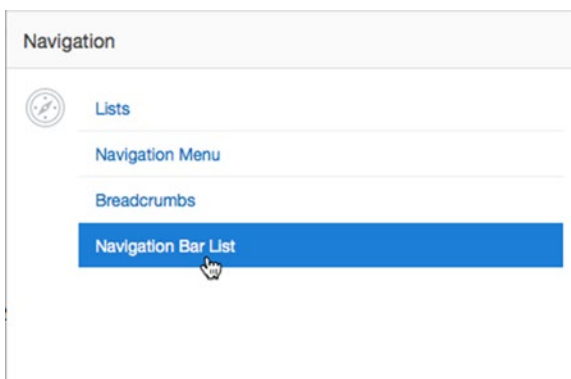 Navigation
Lists
Navigation Menu
Breadcrumbs
Navigation Bar List